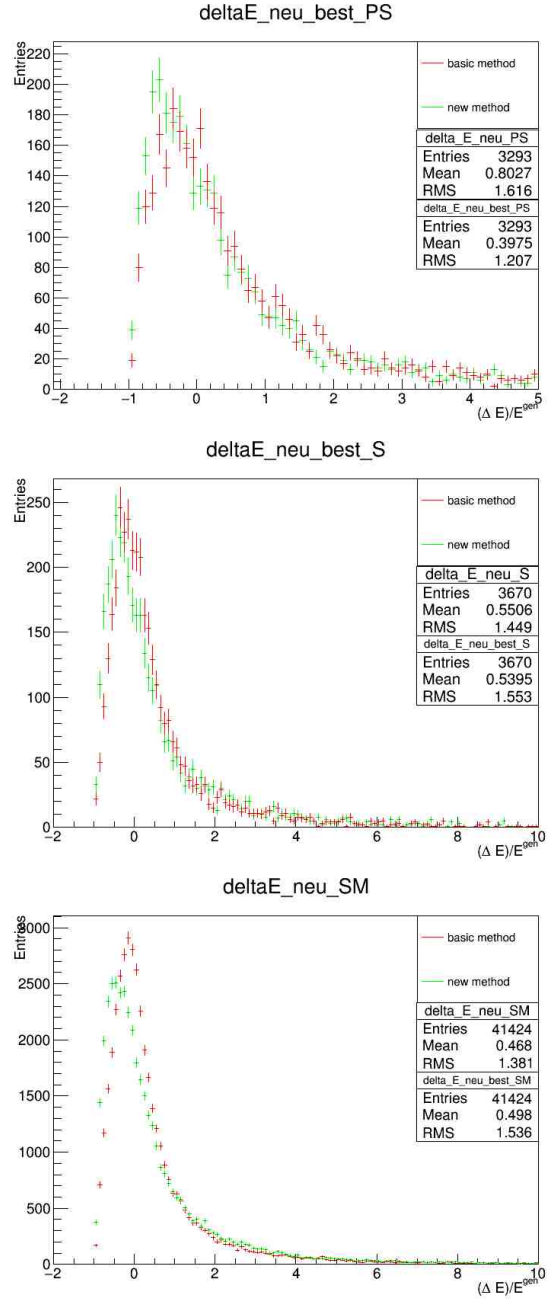 deltaE_neu_best_PS
Entries
220
200
180
160
140
120
100
80
60
40
20
0
−2 −1 0 1 2 3 4 5
(Δ E)/E^gen
basic method
new method
delta_E_neu_PS
Entries 3293
Mean 0.8027
RMS 1.616
delta_E_neu_best_PS
Entries 3293
Mean 0.3975
RMS 1.207
deltaE_neu_best_S
Entries
250
200
150
100
50
0
−2 0 2 4 6 8 10
(Δ E)/E^gen
basic method
new method
delta_E_neu_S
Entries 3670
Mean 0.5506
RMS 1.449
delta_E_neu_best_S
Entries 3670
Mean 0.5395
RMS 1.553
deltaE_neu_SM
Entries
3000
2500
2000
1500
1000
500
0
−2 0 2 4 6 8 10
(Δ E)/E^gen
basic method
new method
delta_E_neu_SM
Entries 41424
Mean 0.468
RMS 1.381
delta_E_neu_best_SM
Entries 41424
Mean 0.498
RMS 1.536